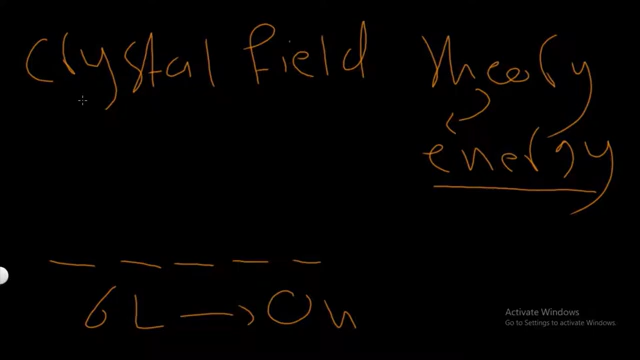 Crystal field theory
energy
6L → Oh
Activate Windows
Go to Settings to activate Windows.